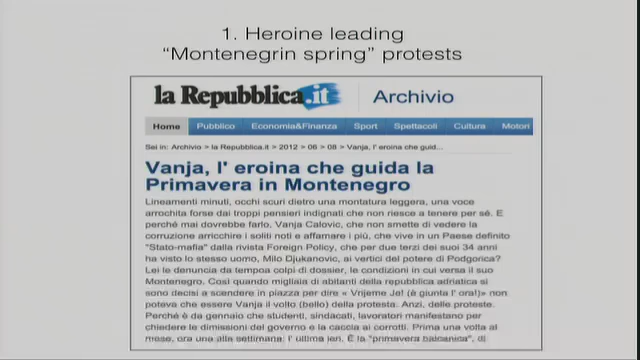 1. Heroine leading
“Montenegrin spring” protests
la Repubblica.it Archivio
Home Pubblico Economia&Finanza Sport Spettacoli Cultura Motori
Sei in: Archivio > la Repubblica.it > 2012 > 06 > 08 > Vanja, l' eroina che guid...
Vanja, l' eroina che guida la
Primavera in Montenegro
Lineamenti minuti, occhi scuri dietro una montatura leggera, una voce
arrochita forse dai troppi pensieri indignati che non riesce a tenere per sé. E
perché mai dovrebbe farlo, Vanja Calovic, che non smette di vedere la
corruzione arricchire i soliti noti e affamare i più, che vive in un Paese definito
"Stato-mafia" dalla rivista Foreign Policy, che per due terzi dei suoi 34 anni
ha visto lo stesso uomo, Milo Djukanovic, ai vertici del potere di Podgorica?
Lei le denuncia da tempoa colpi di dossier, le condizioni in cui versa il suo
Montenegro. Così quando migliaia di abitanti della repubblica adriatica si
sono decisi a scendere in piazza per dire « Vrijeme Je! (è giunta l' ora!)» non
poteva che essere Vanja il volto (bello) della protesta. Anzi, delle proteste.
Perché è da gennaio che studenti, sindacati, lavoratori manifestano per
chiedere le dimissioni del governo e la caccia ai corrotti. Prima una volta al
mese, ora una alla settimana: l' ultima ieri. È la "primavera balcanica", di